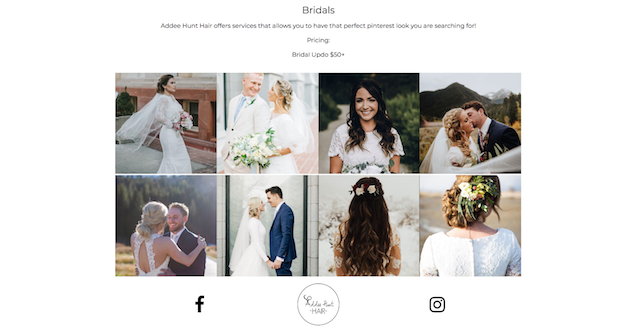 Bridals
Addee Hunt Hair offers services that allows you to have that perfect pinterest look you are searching for!
Pricing:
Bridal Updo $50+
Addee Hunt
-HAIR-